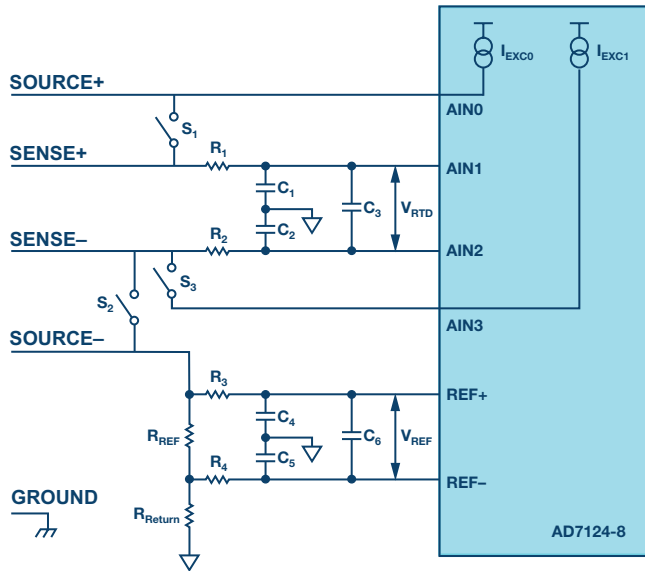 I_EXC0
I_EXC1
SOURCE+
AIN0
S_1
SENSE+
R_1
AIN1
C_1
C_3
V_RTD
C_2
SENSE–
R_2
AIN2
S_3
S_2
AIN3
SOURCE–
R_3
REF+
C_4
R_REF
C_6
V_REF
C_5
R_4
REF–
GROUND
R_Return
AD7124-8